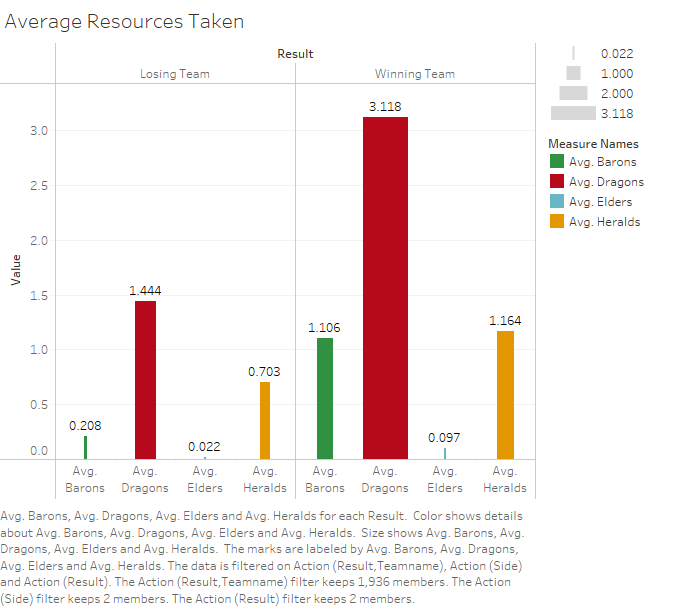 Average Resources Taken
Result
Losing Team
Winning Team
Value
3.0
2.5
2.0
1.5
1.0
0.5
0.0
0.208
1.444
0.022
0.703
1.106
3.118
0.097
1.164
Avg. Barons
Avg. Dragons
Avg. Elders
Avg. Heralds
Avg. Barons
Avg. Dragons
Avg. Elders
Avg. Heralds
0.022
1.000
2.000
3.118
Measure Names
Avg. Barons
Avg. Dragons
Avg. Elders
Avg. Heralds
Avg. Barons, Avg. Dragons, Avg. Elders and Avg. Heralds for each Result.  Color shows details
about Avg. Barons, Avg. Dragons, Avg. Elders and Avg. Heralds.  Size shows Avg. Barons, Avg.
Dragons, Avg. Elders and Avg. Heralds.  The marks are labeled by Avg. Barons, Avg. Dragons,
Avg. Elders and Avg. Heralds. The data is filtered on Action (Result,Teamname), Action (Side)
and Action (Result). The Action (Result,Teamname) filter keeps 1,936 members. The Action
(Side) filter keeps 2 members. The Action (Result) filter keeps 2 members.